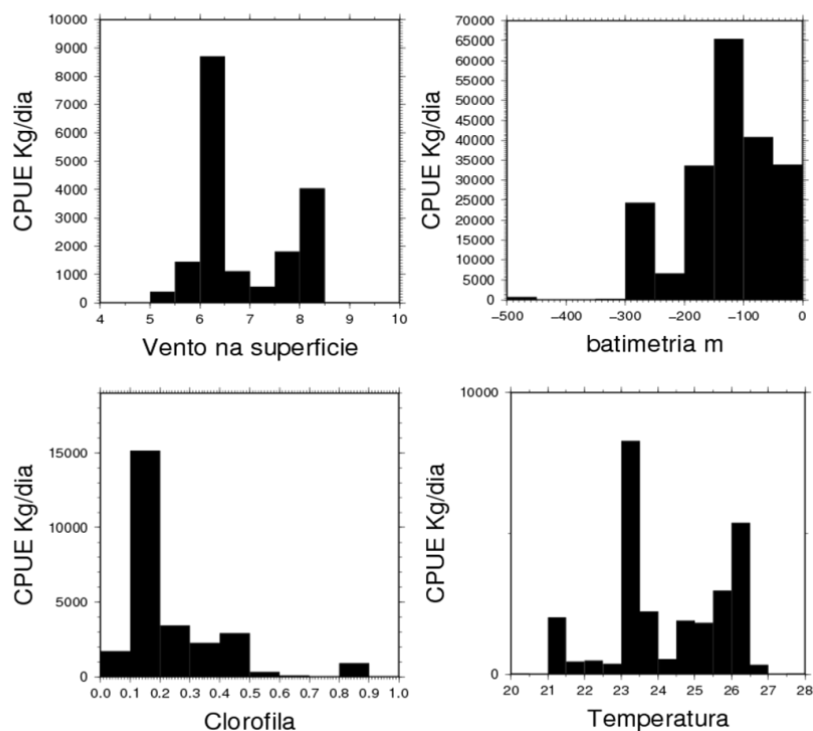 10000
9000
8000
7000
6000
5000
4000
3000
2000
1000
0
CPUE Kg/dia
4 5 6 7 8 9 10
Vento na superficie
70000
65000
60000
55000
50000
45000
40000
35000
30000
25000
20000
15000
10000
5000
0
CPUE Kg/dia
−500 −400 −300 −200 −100 0
batimetria m
15000
10000
5000
0
CPUE Kg/dia
0.0 0.1 0.2 0.3 0.4 0.5 0.6 0.7 0.8 0.9 1.0
Clorofila
10000
0
CPUE Kg/dia
20 21 22 23 24 25 26 27 28
Temperatura